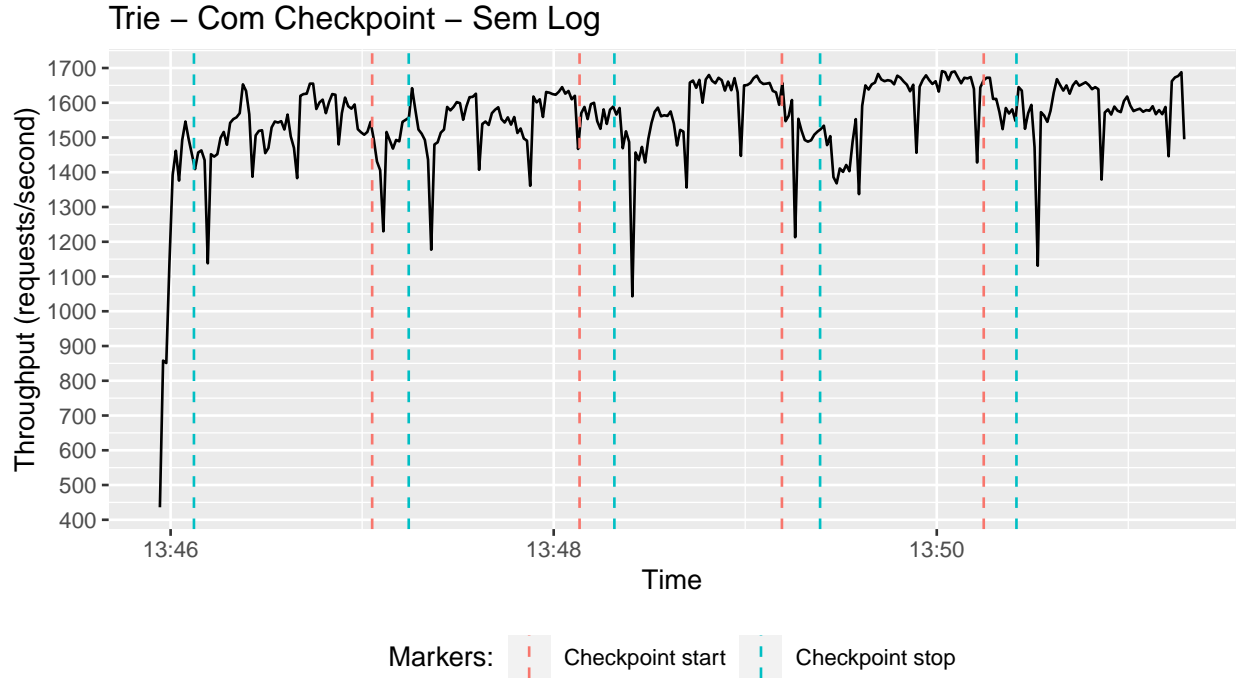 Trie – Com Checkpoint – Sem Log
Throughput (requests/second)
1700
1600
1500
1400
1300
1200
1100
1000
900
800
700
600
500
400
13:46 13:48 13:50
Time
Markers: Checkpoint start Checkpoint stop